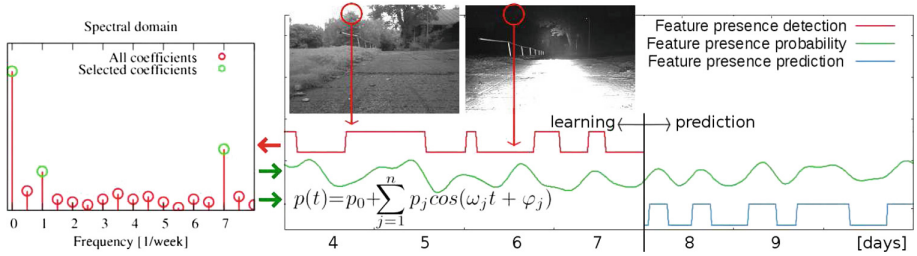 Spectral domain
All coefficients
Selected coefficients
0 1 2 3 4 5 6 7
Frequency [1/week]
Feature presence detection
Feature presence probability
Feature presence prediction
learning
prediction
p(t)=p₀+∑ⁿⱼ₌₁ pⱼcos(ωⱼt + φⱼ)
4 5 6 7 8 9 [days]